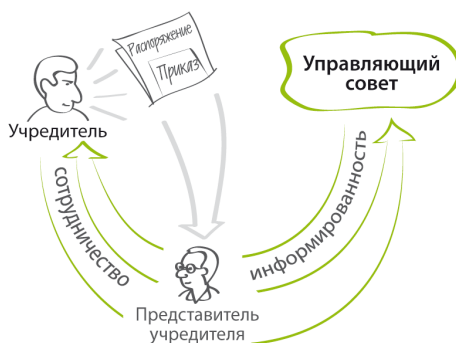 Распоряжение
Приказ
Управляющий
совет
Учредитель
сотрудничество
информированность
Представитель
учредителя